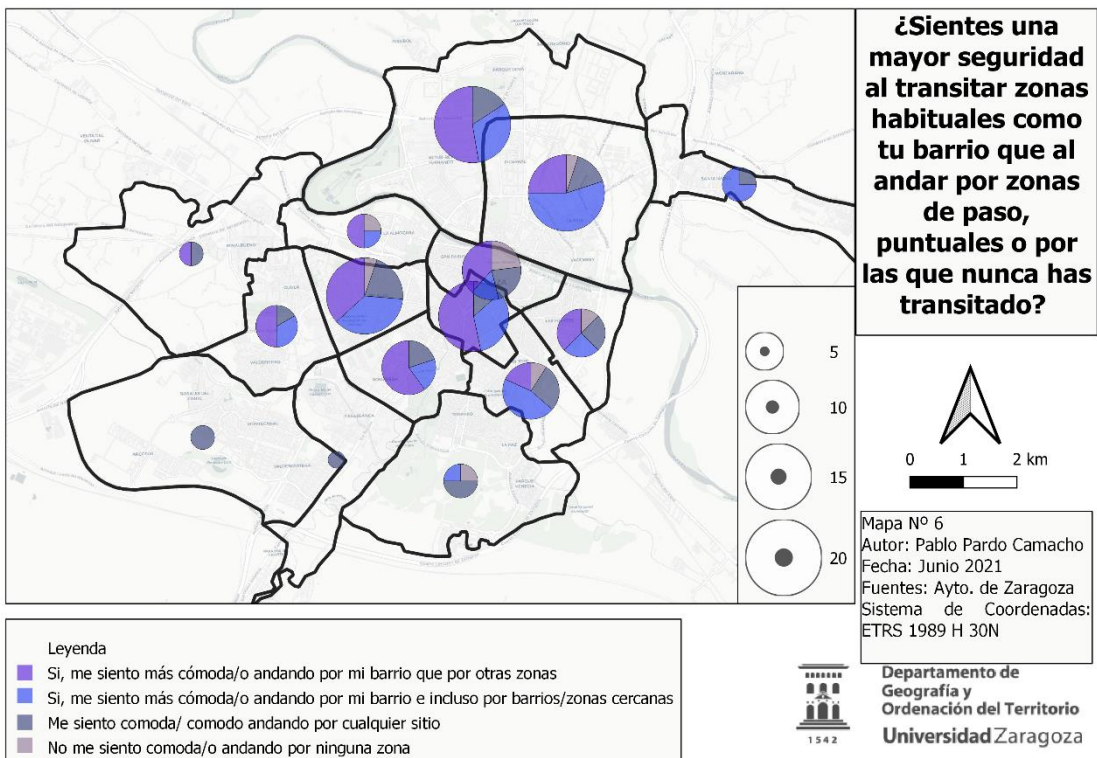 ¿Sientes una
mayor seguridad
al transitar zonas
habituales como
tu barrio que al
andar por zonas
de paso,
puntuales o por
las que nunca has
transitado?
5
10
15
20
0 1 2 km
Mapa Nº 6
Autor: Pablo Pardo Camacho
Fecha: Junio 2021
Fuentes: Ayto. de Zaragoza
Sistema de Coordenadas:
ETRS 1989 H 30N
Leyenda
Si, me siento más cómoda/o andando por mi barrio que por otras zonas
Si, me siento más cómoda/o andando por mi barrio e incluso por barrios/zonas cercanas
Me siento comoda/ comodo andando por cualquier sitio
No me siento comoda/o andando por ninguna zona
1542
Departamento de
Geografía y
Ordenación del Territorio
Universidad Zaragoza